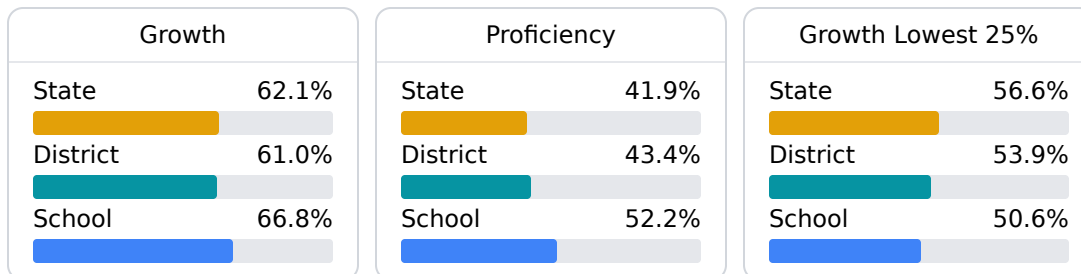 Growth
State 62.1%
District 61.0%
School 66.8%
Proficiency
State 41.9%
District 43.4%
School 52.2%
Growth Lowest 25%
State 56.6%
District 53.9%
School 50.6%